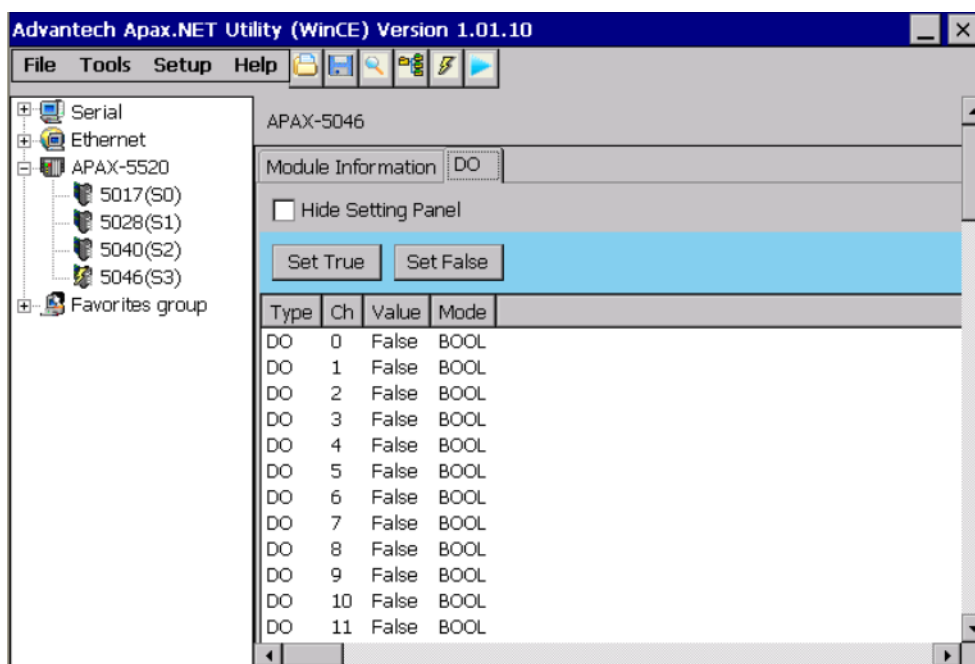 Advantech Apax.NET Utility (WinCE) Version 1.01.10
File Tools Setup Help
Serial
Ethernet
APAX-5520
5017(S0)
5028(S1)
5040(S2)
5046(S3)
Favorites group
APAX-5046
Module Information DO
Hide Setting Panel
Set True Set False
Type Ch Value Mode
DO 0 False BOOL
DO 1 False BOOL
DO 2 False BOOL
DO 3 False BOOL
DO 4 False BOOL
DO 5 False BOOL
DO 6 False BOOL
DO 7 False BOOL
DO 8 False BOOL
DO 9 False BOOL
DO 10 False BOOL
DO 11 False BOOL